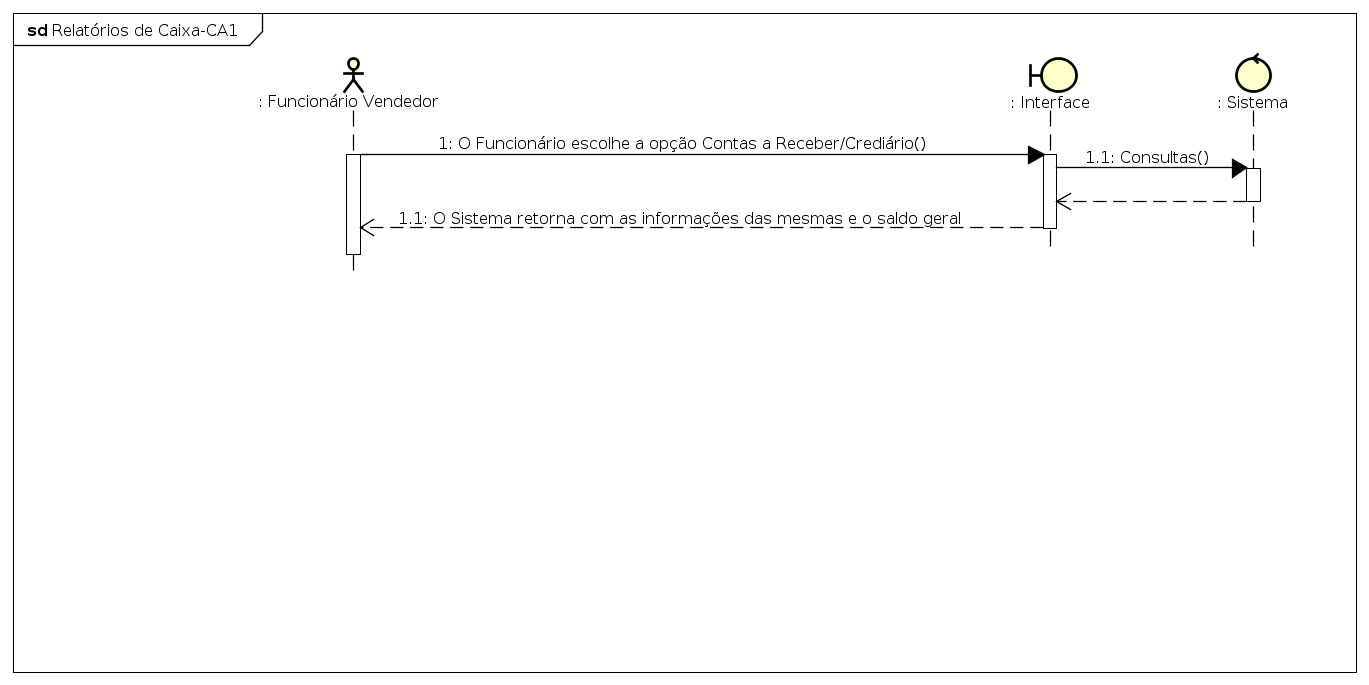 sd Relatórios de Caixa-CA1
: Funcionário Vendedor
: Interface
: Sistema
1: O Funcionário escolhe a opção Contas a Receber/Crediário()
1.1: Consultas()
1.1: O Sistema retorna com as informações das mesmas e o saldo geral